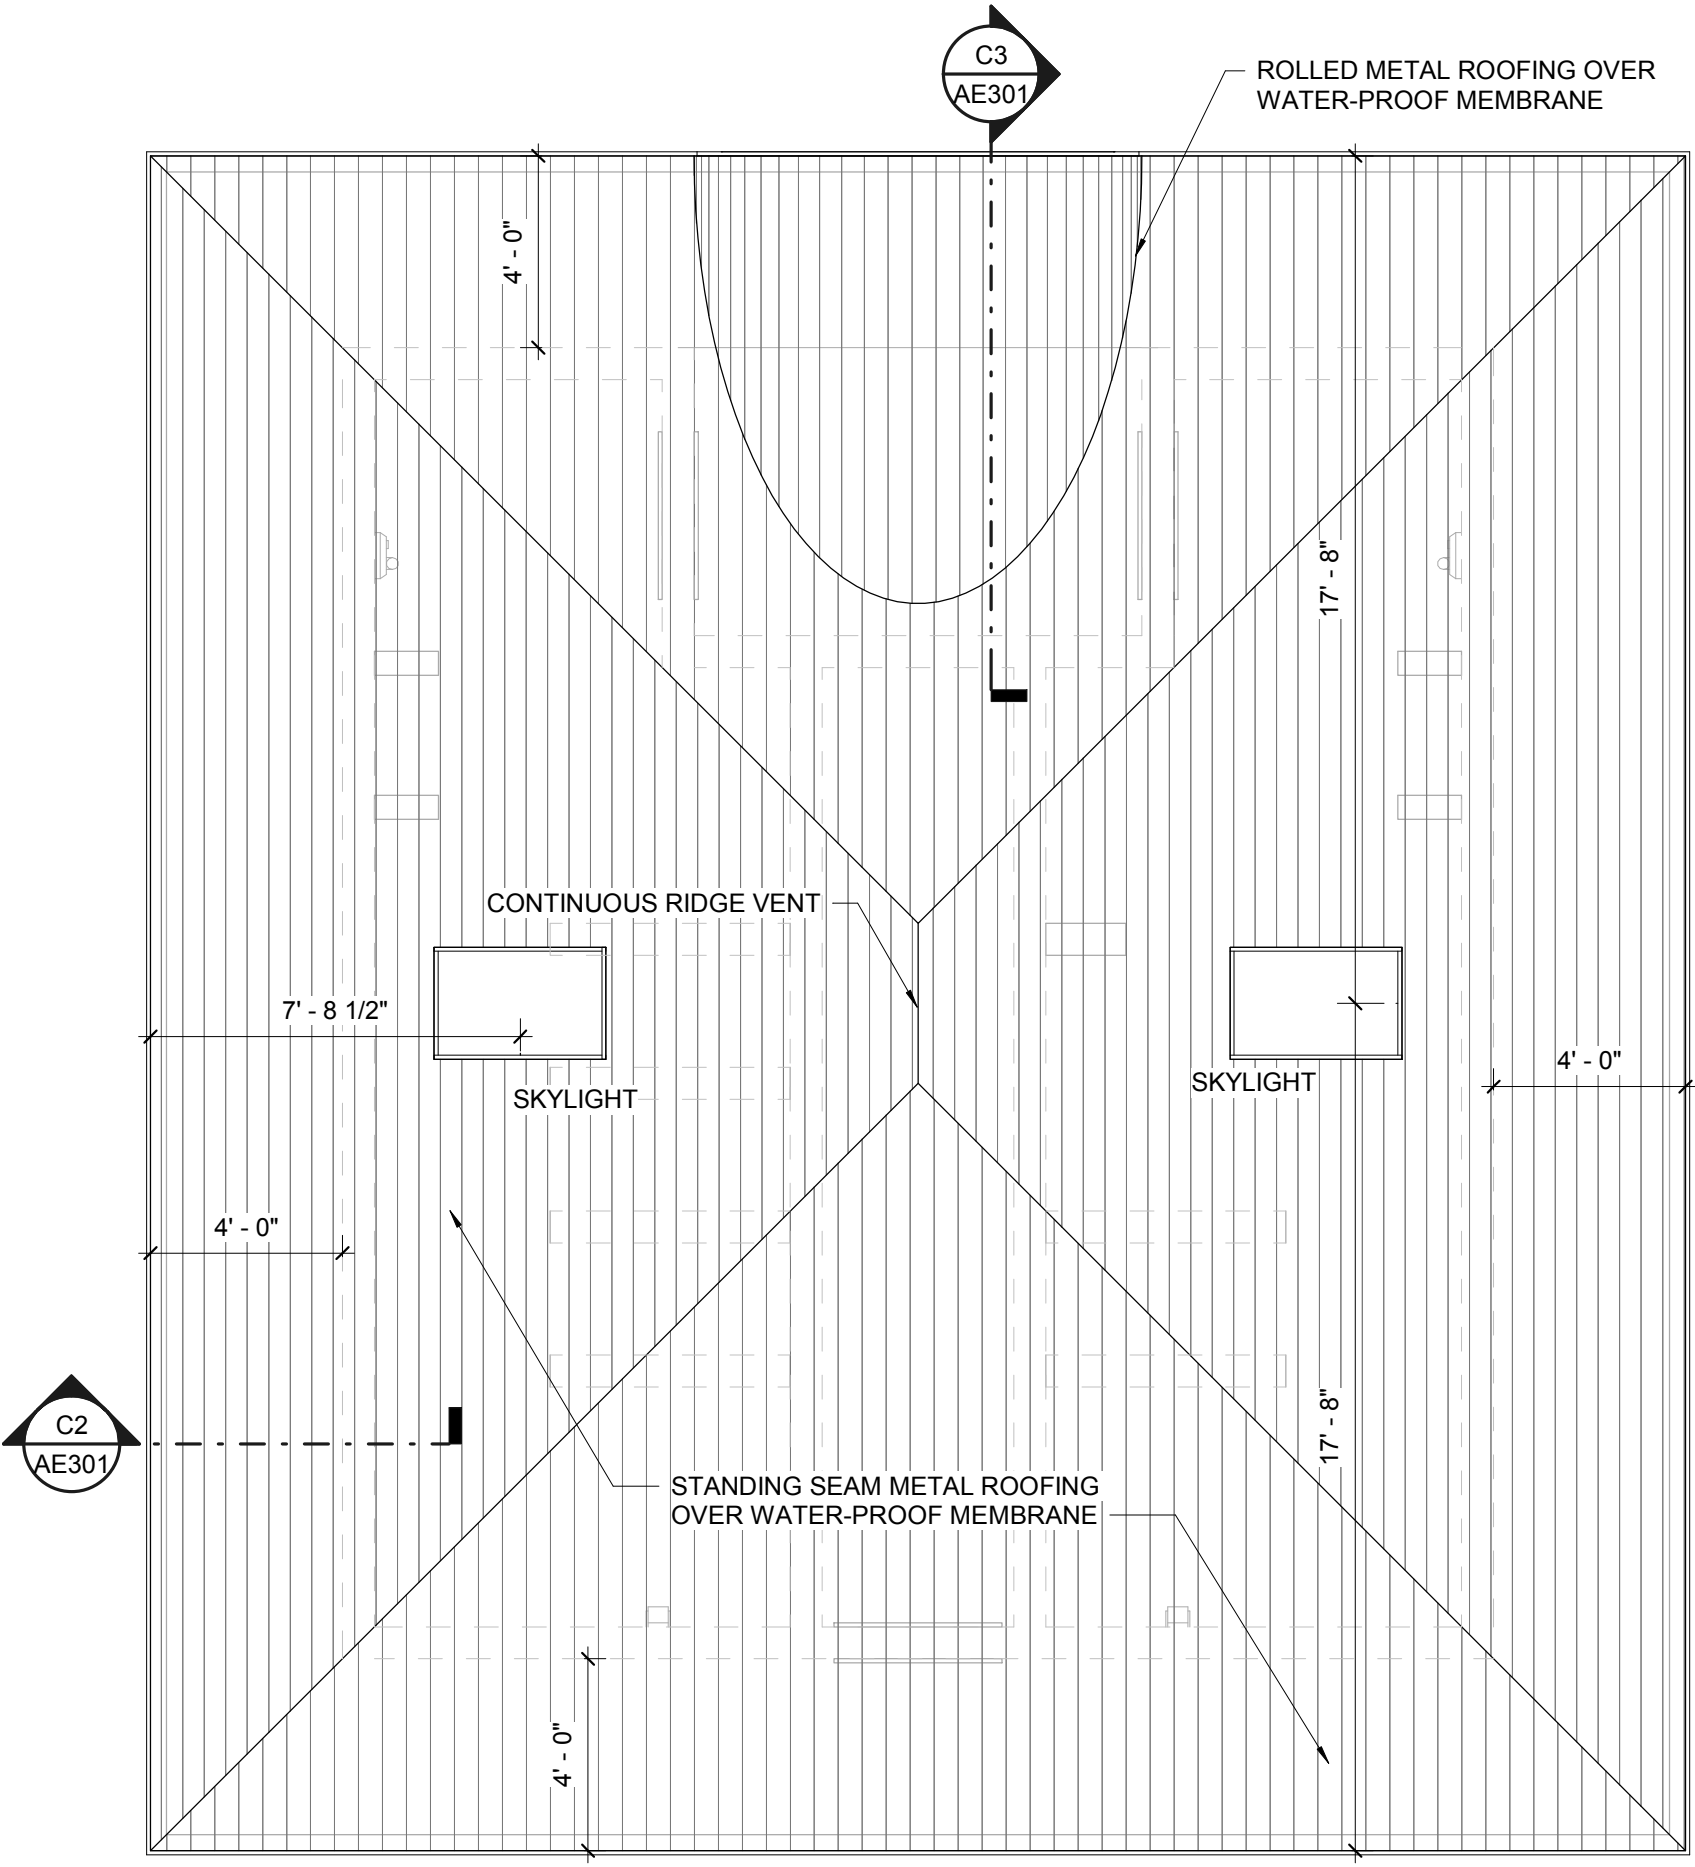 C3
AE301
ROLLED METAL ROOFING OVER
WATER-PROOF MEMBRANE
4' - 0"
17' - 8"
CONTINUOUS RIDGE VENT
7' - 8 1/2"
SKYLIGHT
SKYLIGHT
4' - 0"
4' - 0"
C2
AE301
17' - 8"
STANDING SEAM METAL ROOFING
OVER WATER-PROOF MEMBRANE
4' - 0"